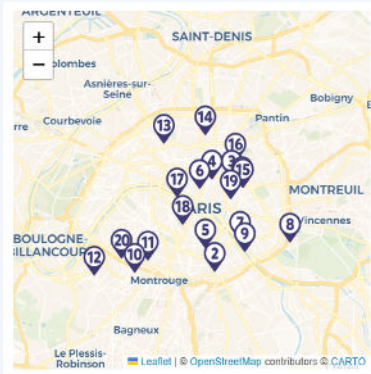 ARGENTEUIL
+
SAINT-DENIS
−
olombes
Asnières-sur-
Seine
Bobigny
Courbevoie
14
13
Pantin
rre
16
4
3
15
6
17
19
MONTREUIL
18
ARIS
Vincennes
7
8
5
9
BOULOGNE-
BILLANCOUR
20
11
10
2
12
Montrouge
Bagneux
Le Plessis-
Robinson
Leaflet | © OpenStreetMap contributors © CARTO